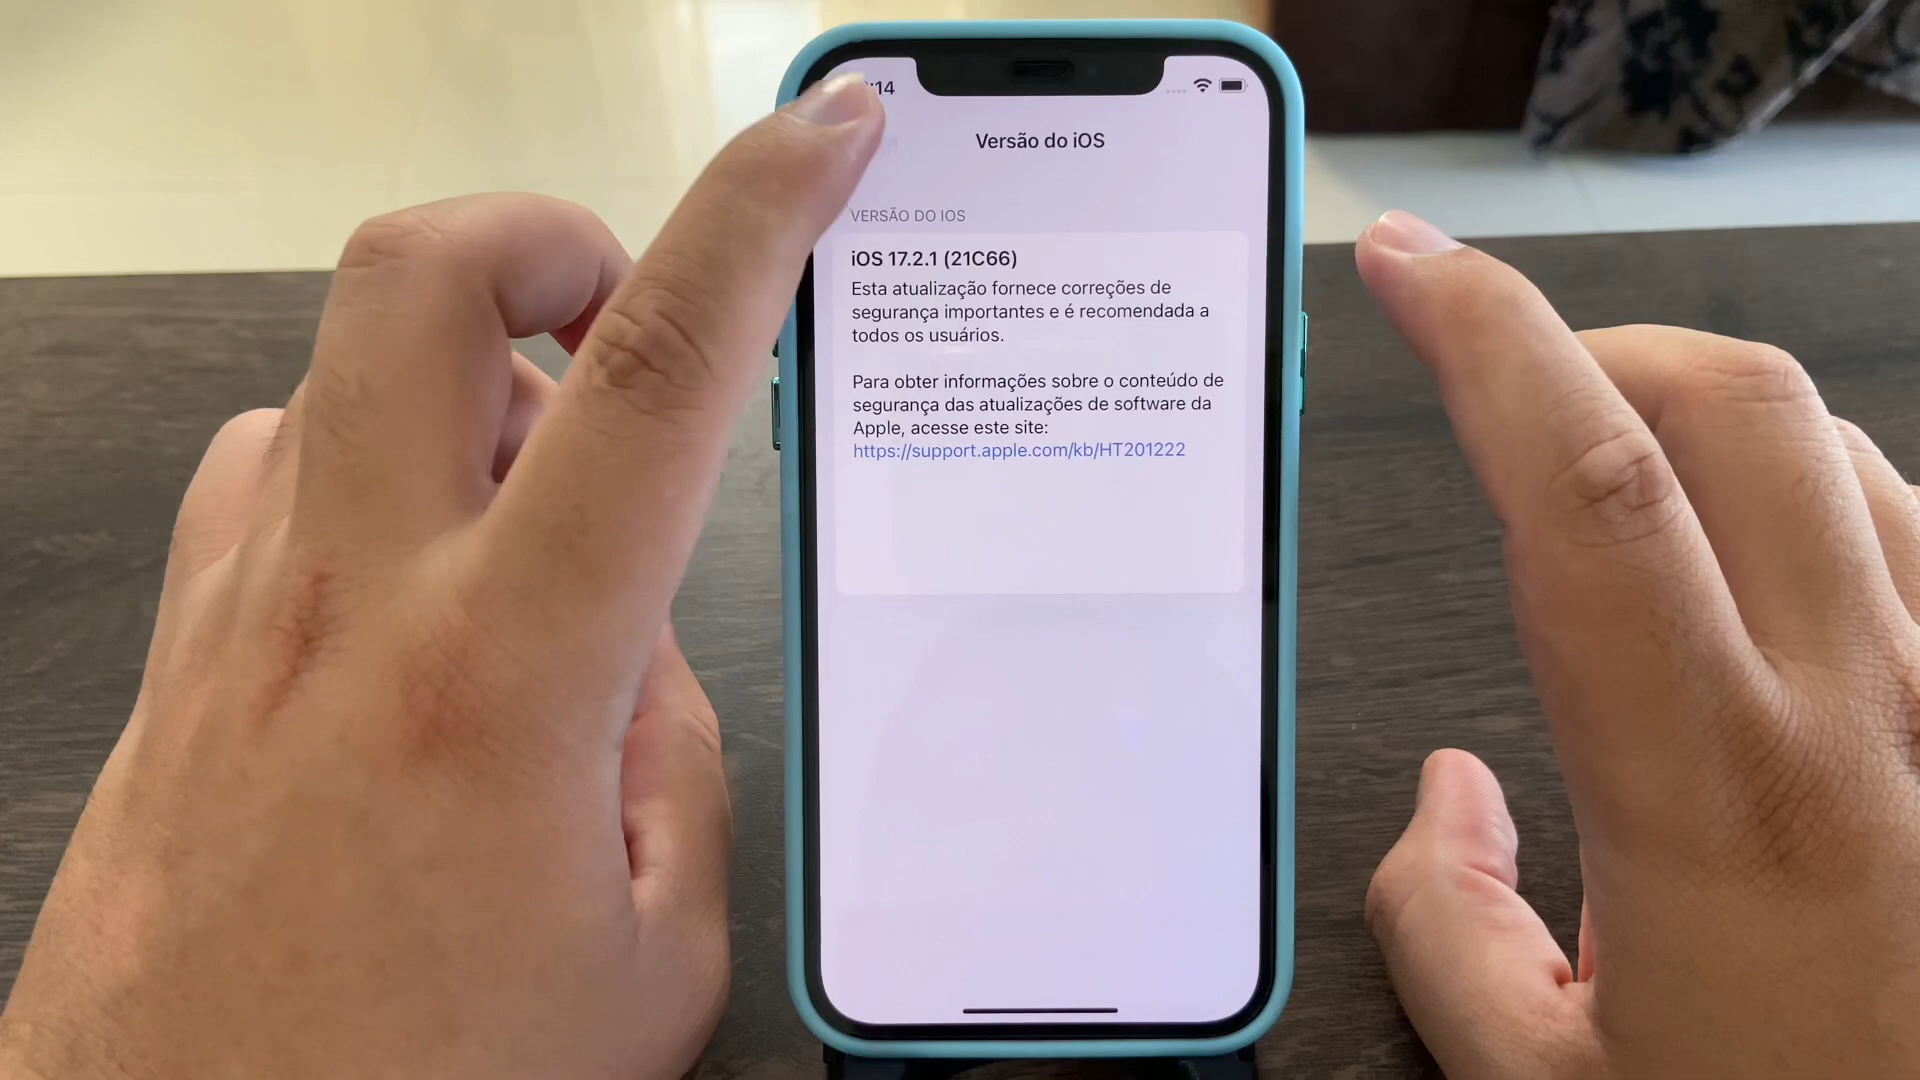 :14
Versão do iOS
VERSÃO DO IOS
iOS 17.2.1 (21C66)
Esta atualização fornece correções de
segurança importantes e é recomendada a
todos os usuários.
Para obter informações sobre o conteúdo de
segurança das atualizações de software da
Apple, acesse este site:
https://support.apple.com/kb/HT201222